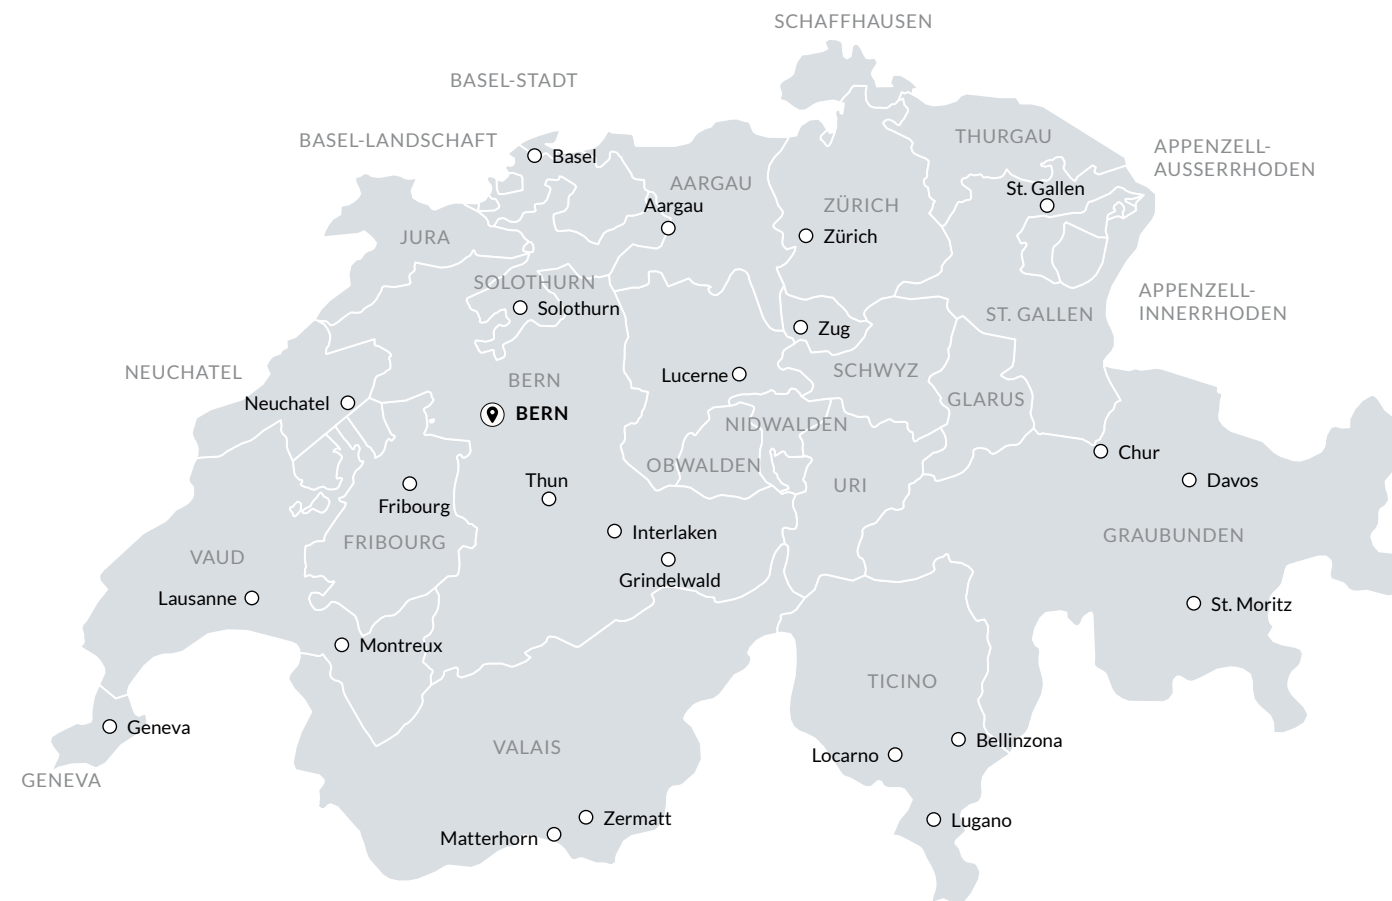 SCHAFFHAUSEN
BASEL-STADT
BASEL-LANDSCHAFT
THURGAU
APPENZELL-
AUSSERRHODEN
Basel
AARGAU
St. Gallen
Aargau
ZÜRICH
JURA
Zürich
SOLOTHURN
APPENZELL-
INNERRHODEN
Solothurn
ST. GALLEN
Zug
NEUCHATEL
BERN
Lucerne
SCHWYZ
Neuchatel
BERN
GLARUS
NIDWALDEN
Chur
OBWALDEN
Thun
URI
Davos
Fribourg
Interlaken
GRAUBUNDEN
FRIBOURG
VAUD
Grindelwald
Lausanne
St. Moritz
Montreux
TICINO
Geneva
VALAIS
Bellinzona
Locarno
GENEVA
Zermatt
Lugano
Matterhorn